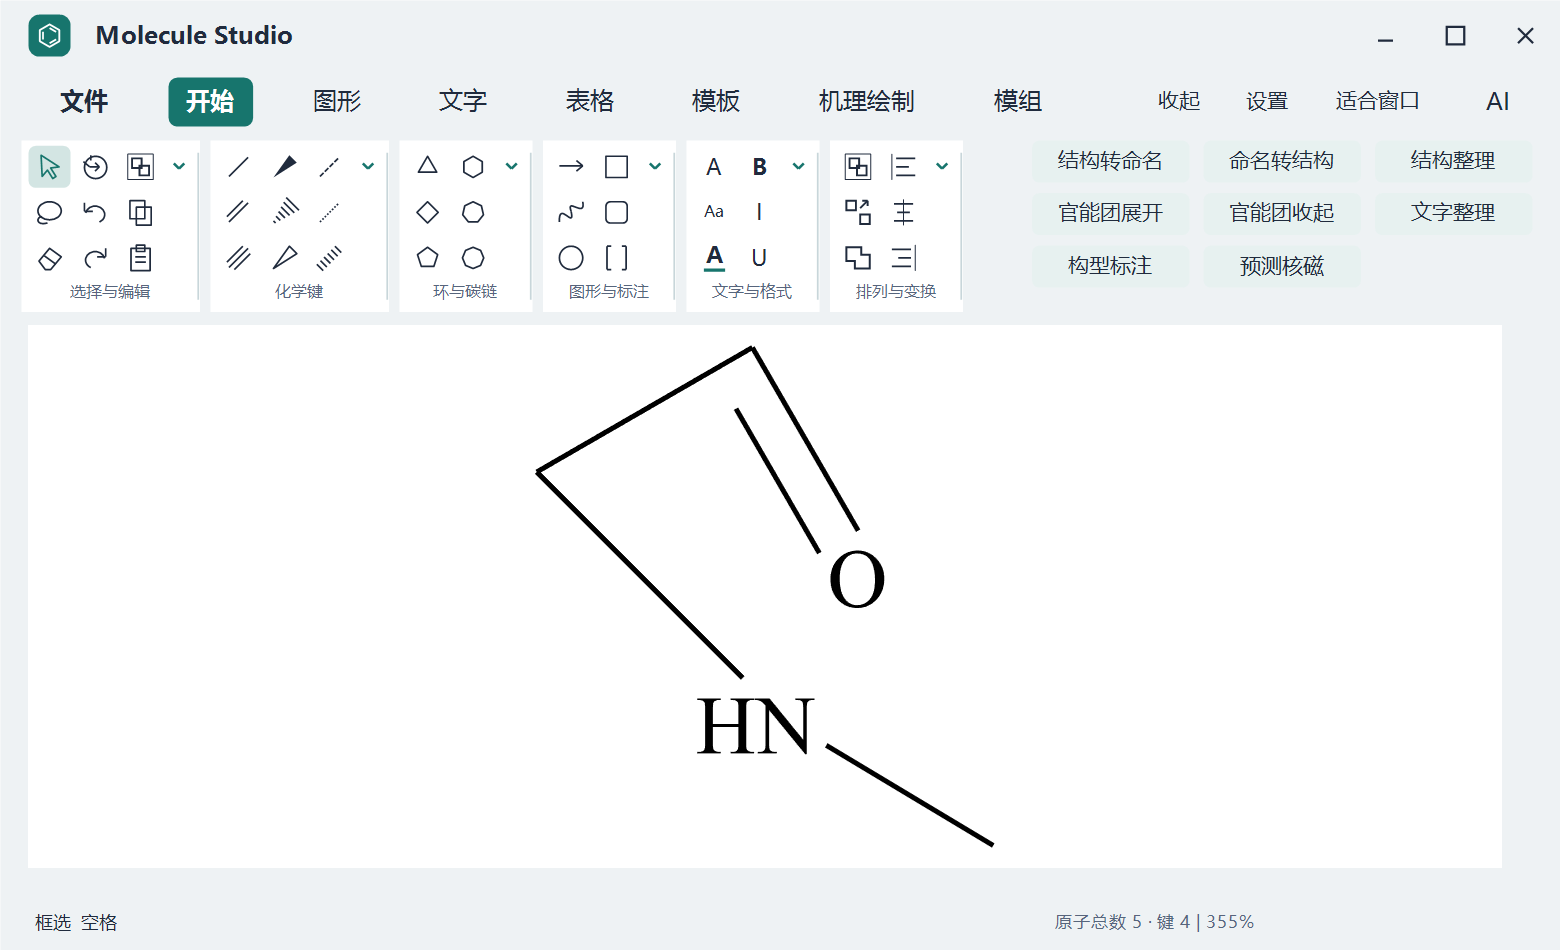 Molecule Studio
文件 开始 图形 文字 表格 模板 机理绘制 模组 收起 设置 适合窗口 AI
A B
Aa I
A U
选择与编辑 化学键 环与碳链 图形与标注 文字与格式 排列与变换
结构转命名 命名转结构 结构整理
官能团展开 官能团收起 文字整理
构型标注 预测核磁
O
HN
框选 空格
原子总数 5 · 键 4 | 355%